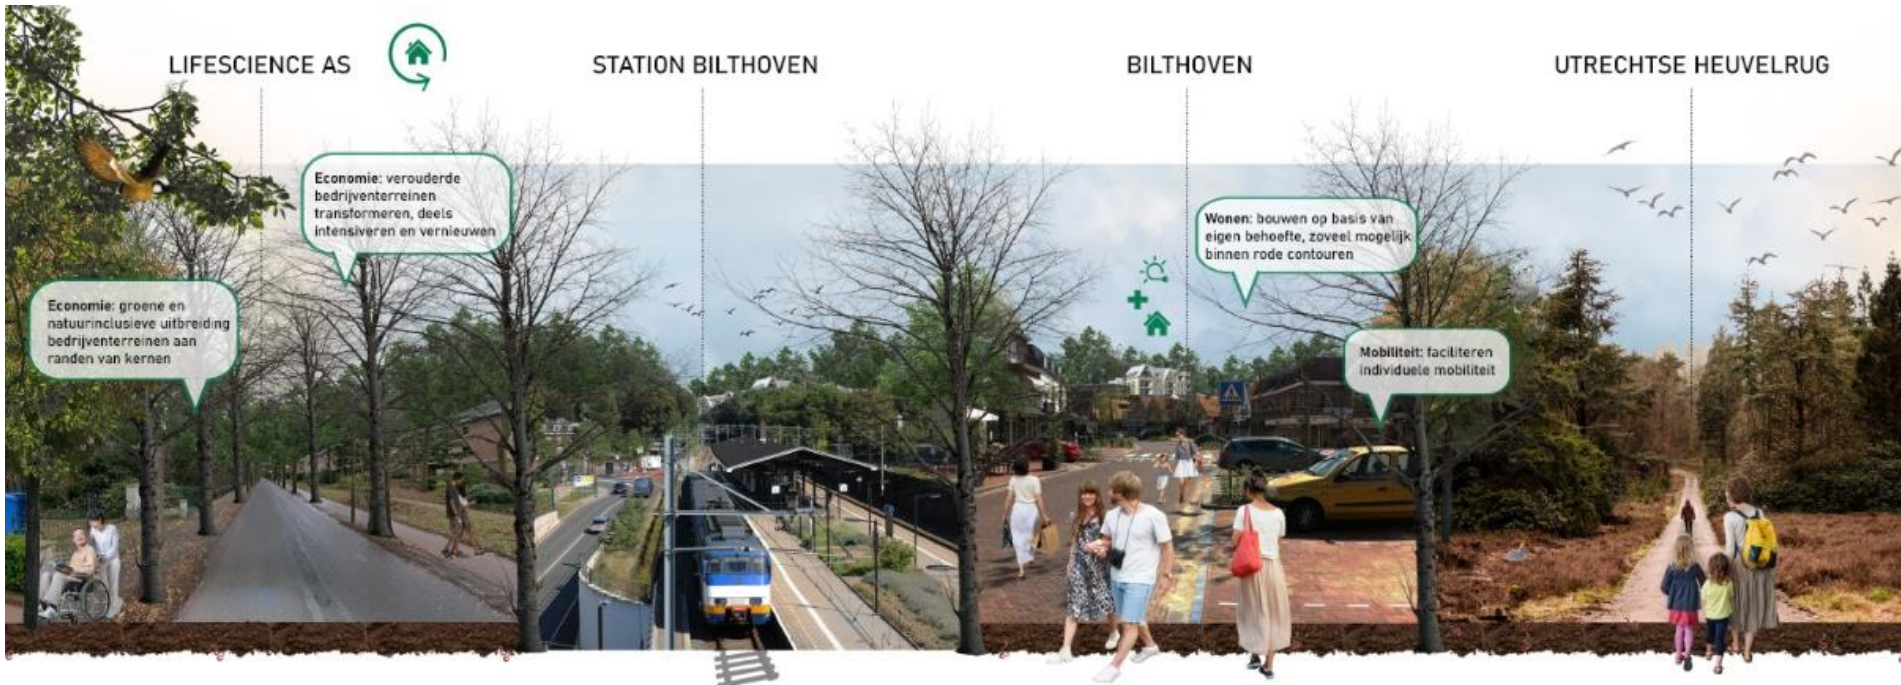 LIFESCIENCE AS
STATION BILTHOVEN
BILTHOVEN
UTRECHTSE HEUVELRUG
Economie: verouderde
bedrijventerreinen
transformeren, deels
intensiveren en vernieuwen
Economie: groene en
natuurinclusieve uitbreiding
bedrijventerreinen aan
randen van kernen
Wonen: bouwen op basis van
eigen behoefte, zoveel mogelijk
binnen rode contouren
Mobiliteit: faciliteren
individuele mobiliteit